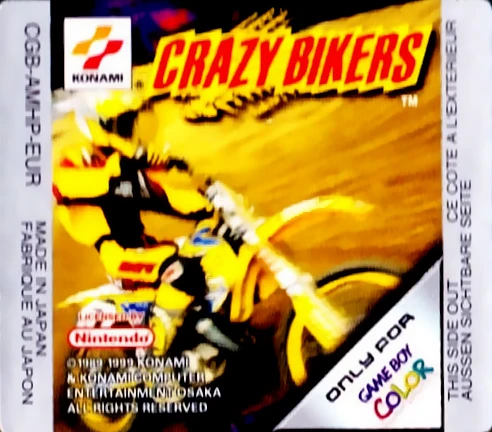 KONAMI
®
CRAZY BIKERS
TM
CGB-AMHP-EUR
MADE IN JAPAN
FABRIQUÉ AU JAPON
LICENSED BY
Nintendo
©1989 1999 KONAMI
& KONAMI COMPUTER
ENTERTAINMENT OSAKA
ALL RIGHTS RESERVED
ONLY FOR
GAME BOY
COLOR
THIS SIDE OUT CE COTE A L'EXTERIEUR
AUSSEN SICHTBARE SEITE